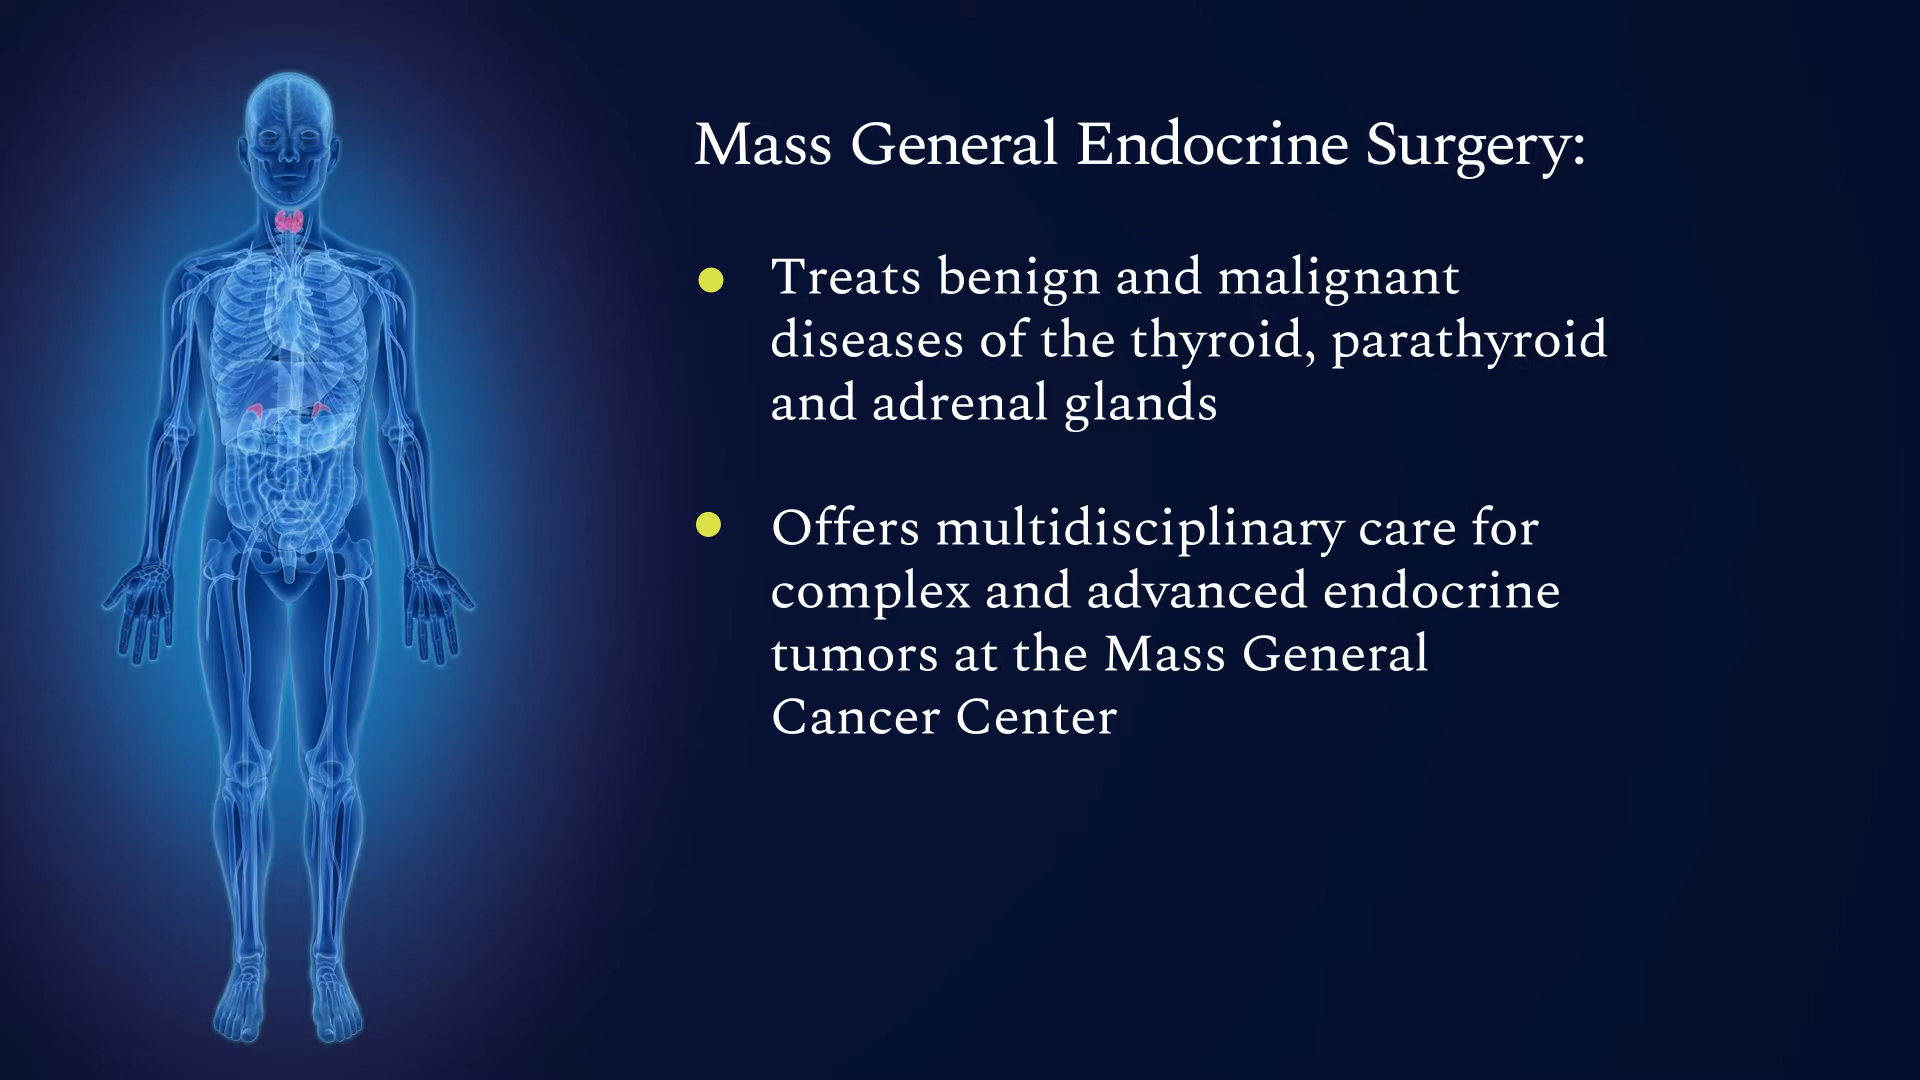 Mass General Endocrine Surgery:
Treats benign and malignant
diseases of the thyroid, parathyroid
and adrenal glands
Offers multidisciplinary care for
complex and advanced endocrine
tumors at the Mass General
Cancer Center